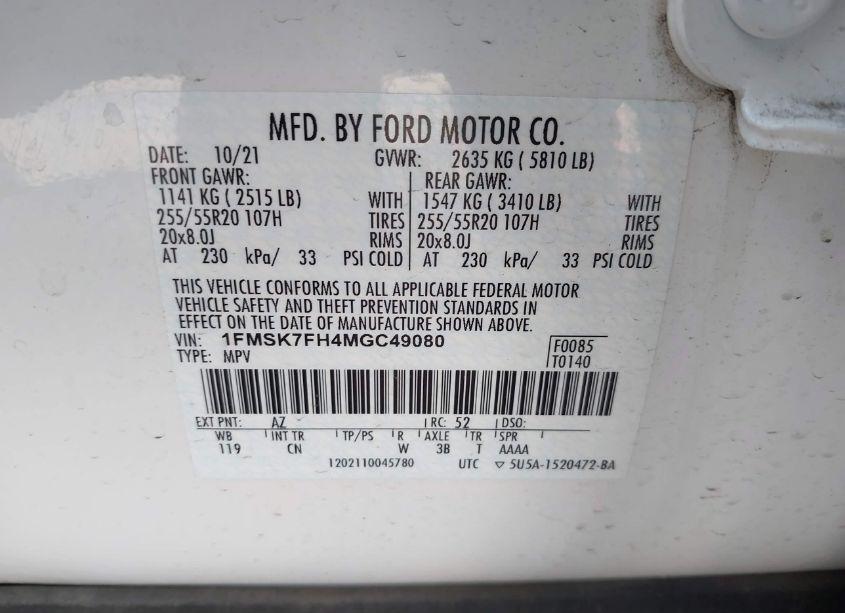 MFD. BY FORD MOTOR CO.
DATE: 10/21 GVWR: 2635 KG ( 5810 LB)
FRONT GAWR: REAR GAWR:
1141 KG ( 2515 LB) WITH 1547 KG ( 3410 LB) WITH
255/55R20 107H TIRES 255/55R20 107H TIRES
20x8.0J RIMS 20x8.0J RIMS
AT 230 kPa/ 33 PSI COLD AT 230 kPa/ 33 PSI COLD
THIS VEHICLE CONFORMS TO ALL APPLICABLE FEDERAL MOTOR
VEHICLE SAFETY AND THEFT PREVENTION STANDARDS IN
EFFECT ON THE DATE OF MANUFACTURE SHOWN ABOVE.
VIN: 1FMSK7FH4MGC49080 F0085
TYPE: MPV T0140
EXT PNT: AZ RC: 52 DSO:
WB INT TR TP/PS R AXLE TR SPR
119 CN W 3B T AAAA
1202110045780 UTC ▽ 5U5A-1520472-BA